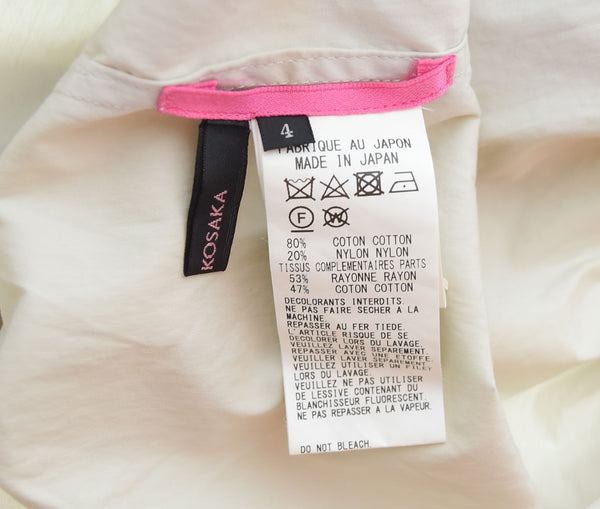 4
KOSAKA
FABRIQUE AU JAPON
MADE IN JAPAN
F
W
80% COTON COTTON
20% NYLON NYLON
TISSUS COMPLEMENTAIRES PARTS
53% RAYONNE RAYON
47% COTON COTTON
DECOLORANTS INTERDITS.
NE PAS FAIRE SECHER A LA
MACHINE.
REPASSER AU FER TIEDE.
L'ARTICLE RISQUE DE SE
DECOLORER LORS DU LAVAGE.
VEUILLEZ LAVER SEPAREMENT.
REPASSER AVEC UNE ETOFFE.
VEUILLEZ UTILISER UN FILET
LORS DU LAVAGE.
VEUILLEZ NE PAS UTILISER
DE LESSIVE CONTENANT DU
BLANCHISSEUR FLUORESCENT.
NE PAS REPASSER A LA VAPEUR.
DO NOT BLEACH.